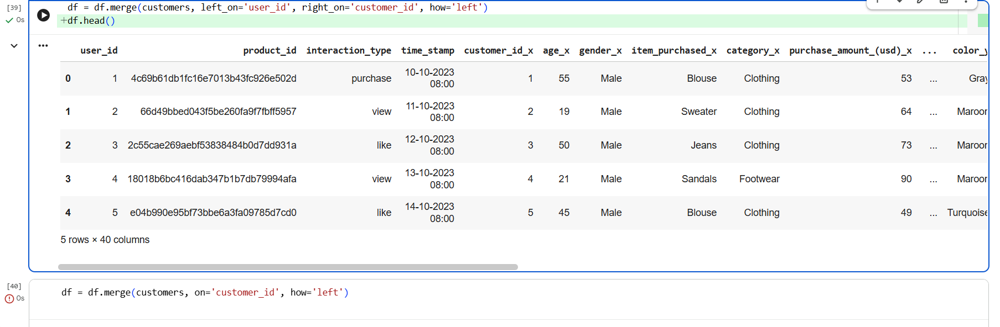 [39]
df = df.merge(customers, left_on='user_id', right_on='customer_id', how='left')
0s
+df.head()
user_id product_id interaction_type time_stamp customer_id_x age_x gender_x item_purchased_x category_x purchase_amount_(usd)_x ... color_y
0 1 4c69b61db1fc16e7013b43fc926e502d purchase 10-10-2023 08:00 1 55 Male Blouse Clothing 53 ... Gray
1 2 66d49bbed043f5be260fa9f7fbff5957 view 11-10-2023 08:00 2 19 Male Sweater Clothing 64 ... Maroon
2 3 2c55cae269aebf53838484b0d7dd931a like 12-10-2023 08:00 3 50 Male Jeans Clothing 73 ... Maroon
3 4 18018b6bc416dab347b1b7db79994afa view 13-10-2023 08:00 4 21 Male Sandals Footwear 90 ... Maroon
4 5 e04b990e95bf73bbe6a3fa09785d7cd0 like 14-10-2023 08:00 5 45 Male Blouse Clothing 49 ... Turquoise
5 rows × 40 columns
[40]
df = df.merge(customers, on='customer_id', how='left')
0s